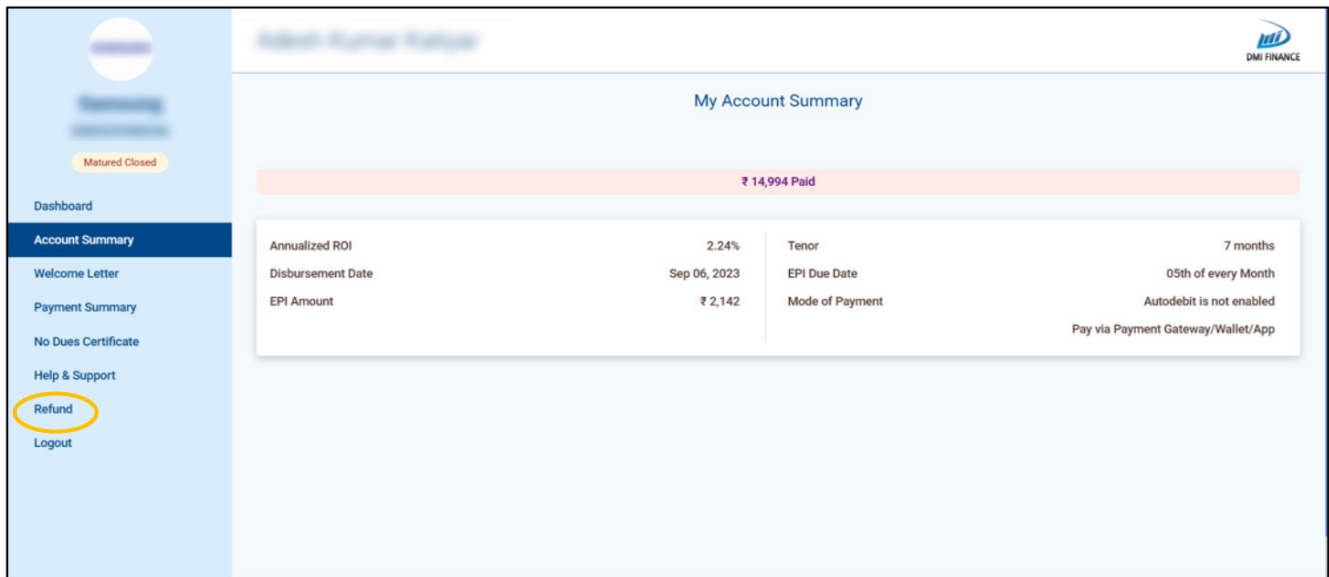 DMI FINANCE
My Account Summary
Matured Closed
₹ 14,994 Paid
Dashboard
Account Summary
Welcome Letter
Payment Summary
No Dues Certificate
Help & Support
Refund
Logout
Annualized ROI 2.24%
Disbursement Date Sep 06, 2023
EPI Amount ₹ 2,142
Tenor 7 months
EPI Due Date 05th of every Month
Mode of Payment Autodebit is not enabled
Pay via Payment Gateway/Wallet/App